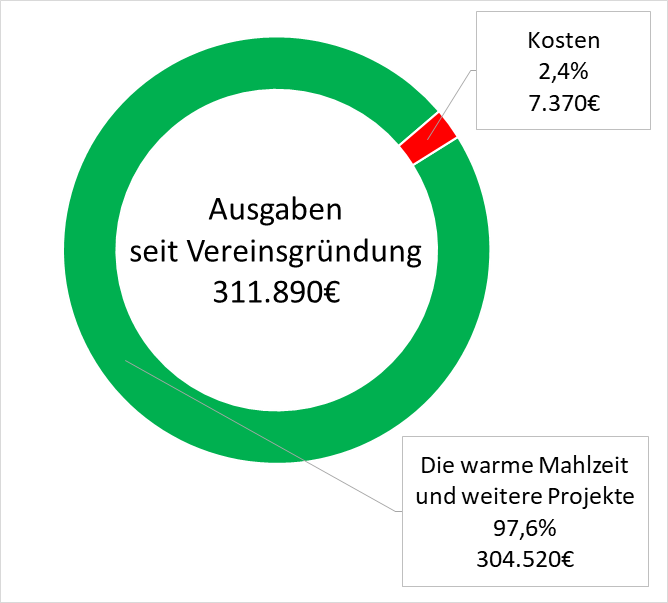 Kosten
2,4%
7.370€
Ausgaben
seit Vereinsgründung
311.890€
Die warme Mahlzeit
und weitere Projekte
97,6%
304.520€